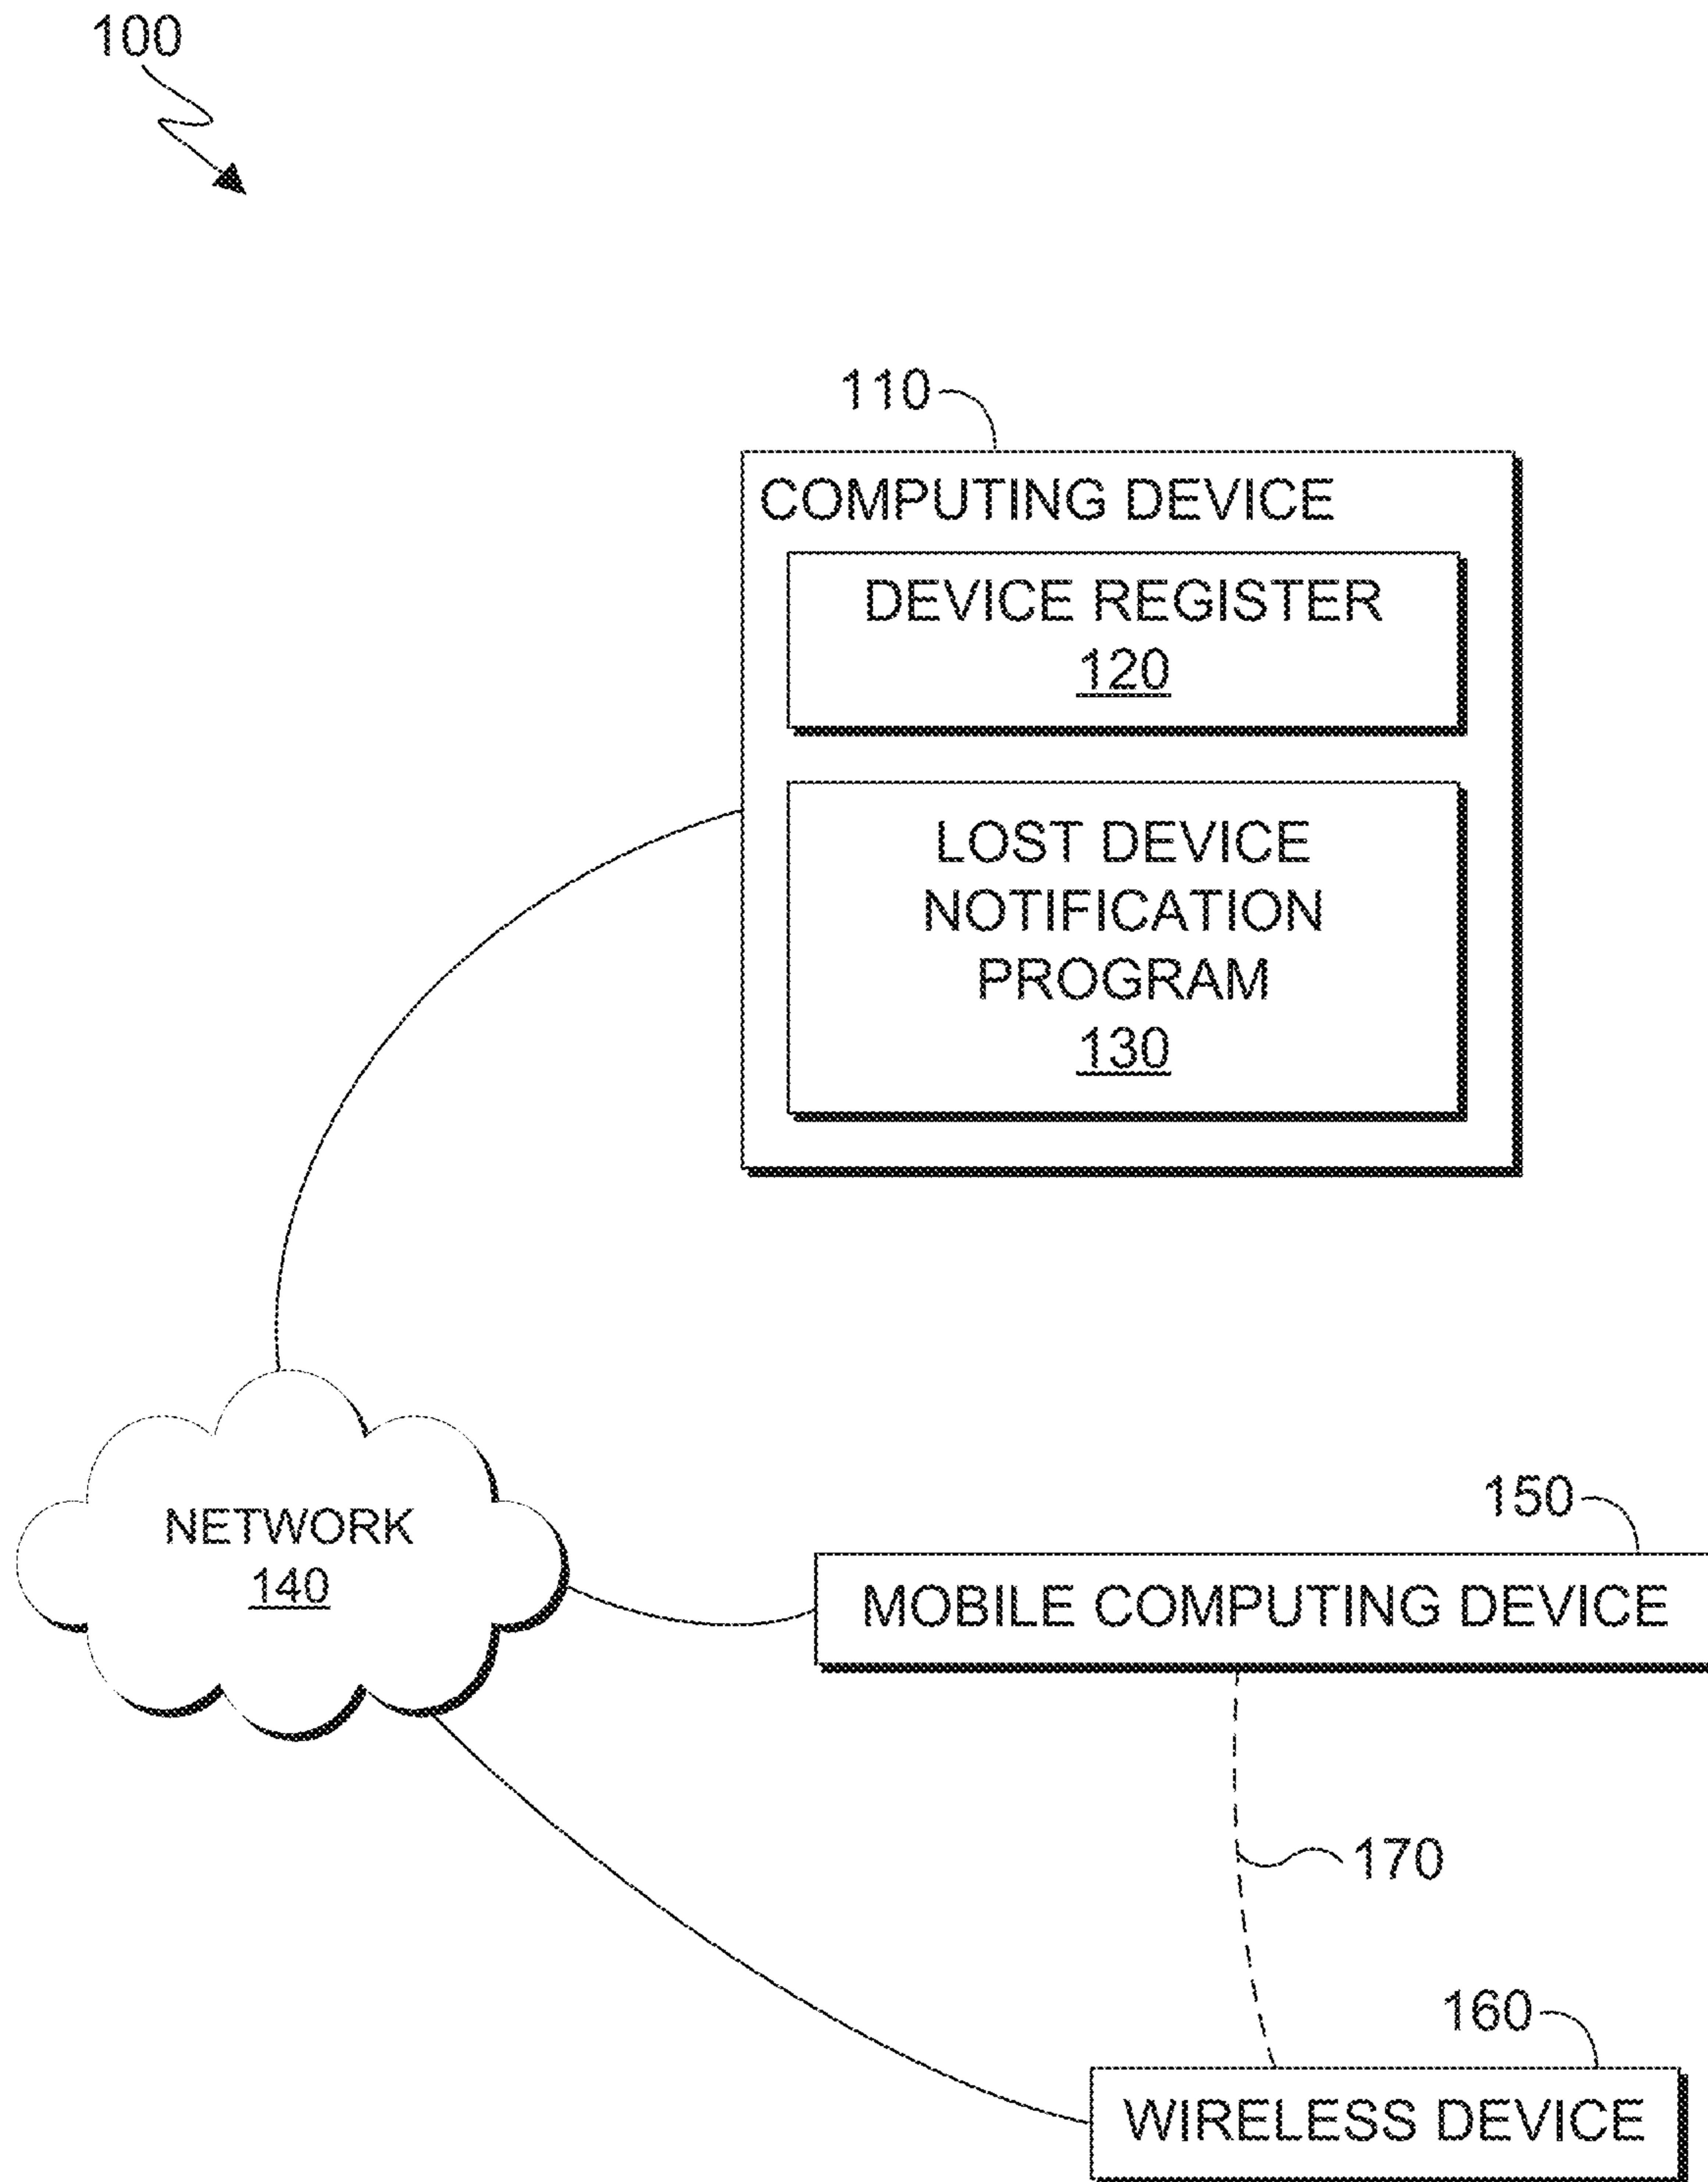 100
110
COMPUTING DEVICE
DEVICE REGISTER
120
LOST DEVICE
NOTIFICATION
PROGRAM
130
NETWORK
140
150
MOBILE COMPUTING DEVICE
170
160
WIRELESS DEVICE